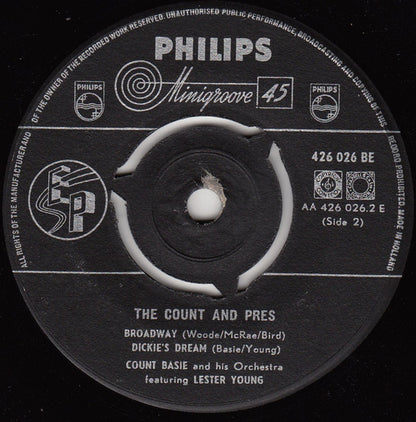 ALL RIGHTS OF THE MANUFACTURER AND OF THE OWNER OF THE RECORDED WORK RESERVED. UNAUTHORISED PUBLIC PERFORMANCE, BROADCASTING AND COPYING OF THIS RECORD PROHIBITED. MADE IN HOLLAND
PHILIPS
PHILIPS
Minigroove 45
PHILIPS
EP
426 026 BE
AA 426 026.2 E
(Side 2)
THE COUNT AND PRES
BROADWAY (Woode/McRae/Bird)
DICKIE'S DREAM (Basie/Young)
COUNT BASIE and his Orchestra
featuring LESTER YOUNG